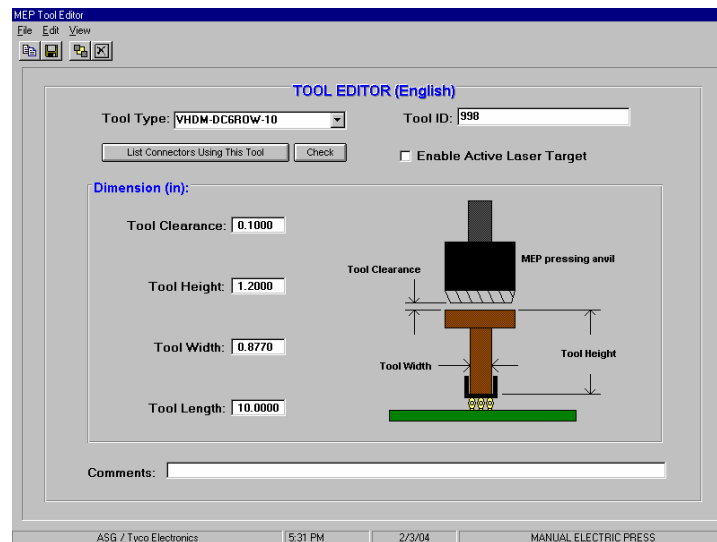 MEP Tool Editor
File Edit View
TOOL EDITOR (English)
Tool Type: VHDM-DC6ROW-10
Tool ID: 998
List Connectors Using This Tool
Check
Enable Active Laser Target
Dimension (in):
Tool Clearance: 0.1000
Tool Height: 1.2000
Tool Width: 0.8770
Tool Length: 10.0000
MEP pressing anvil
Tool Clearance
Tool Height
Tool Width
Comments:
ASG / Tyco Electronics 5:31 PM 2/3/04 MANUAL ELECTRIC PRESS